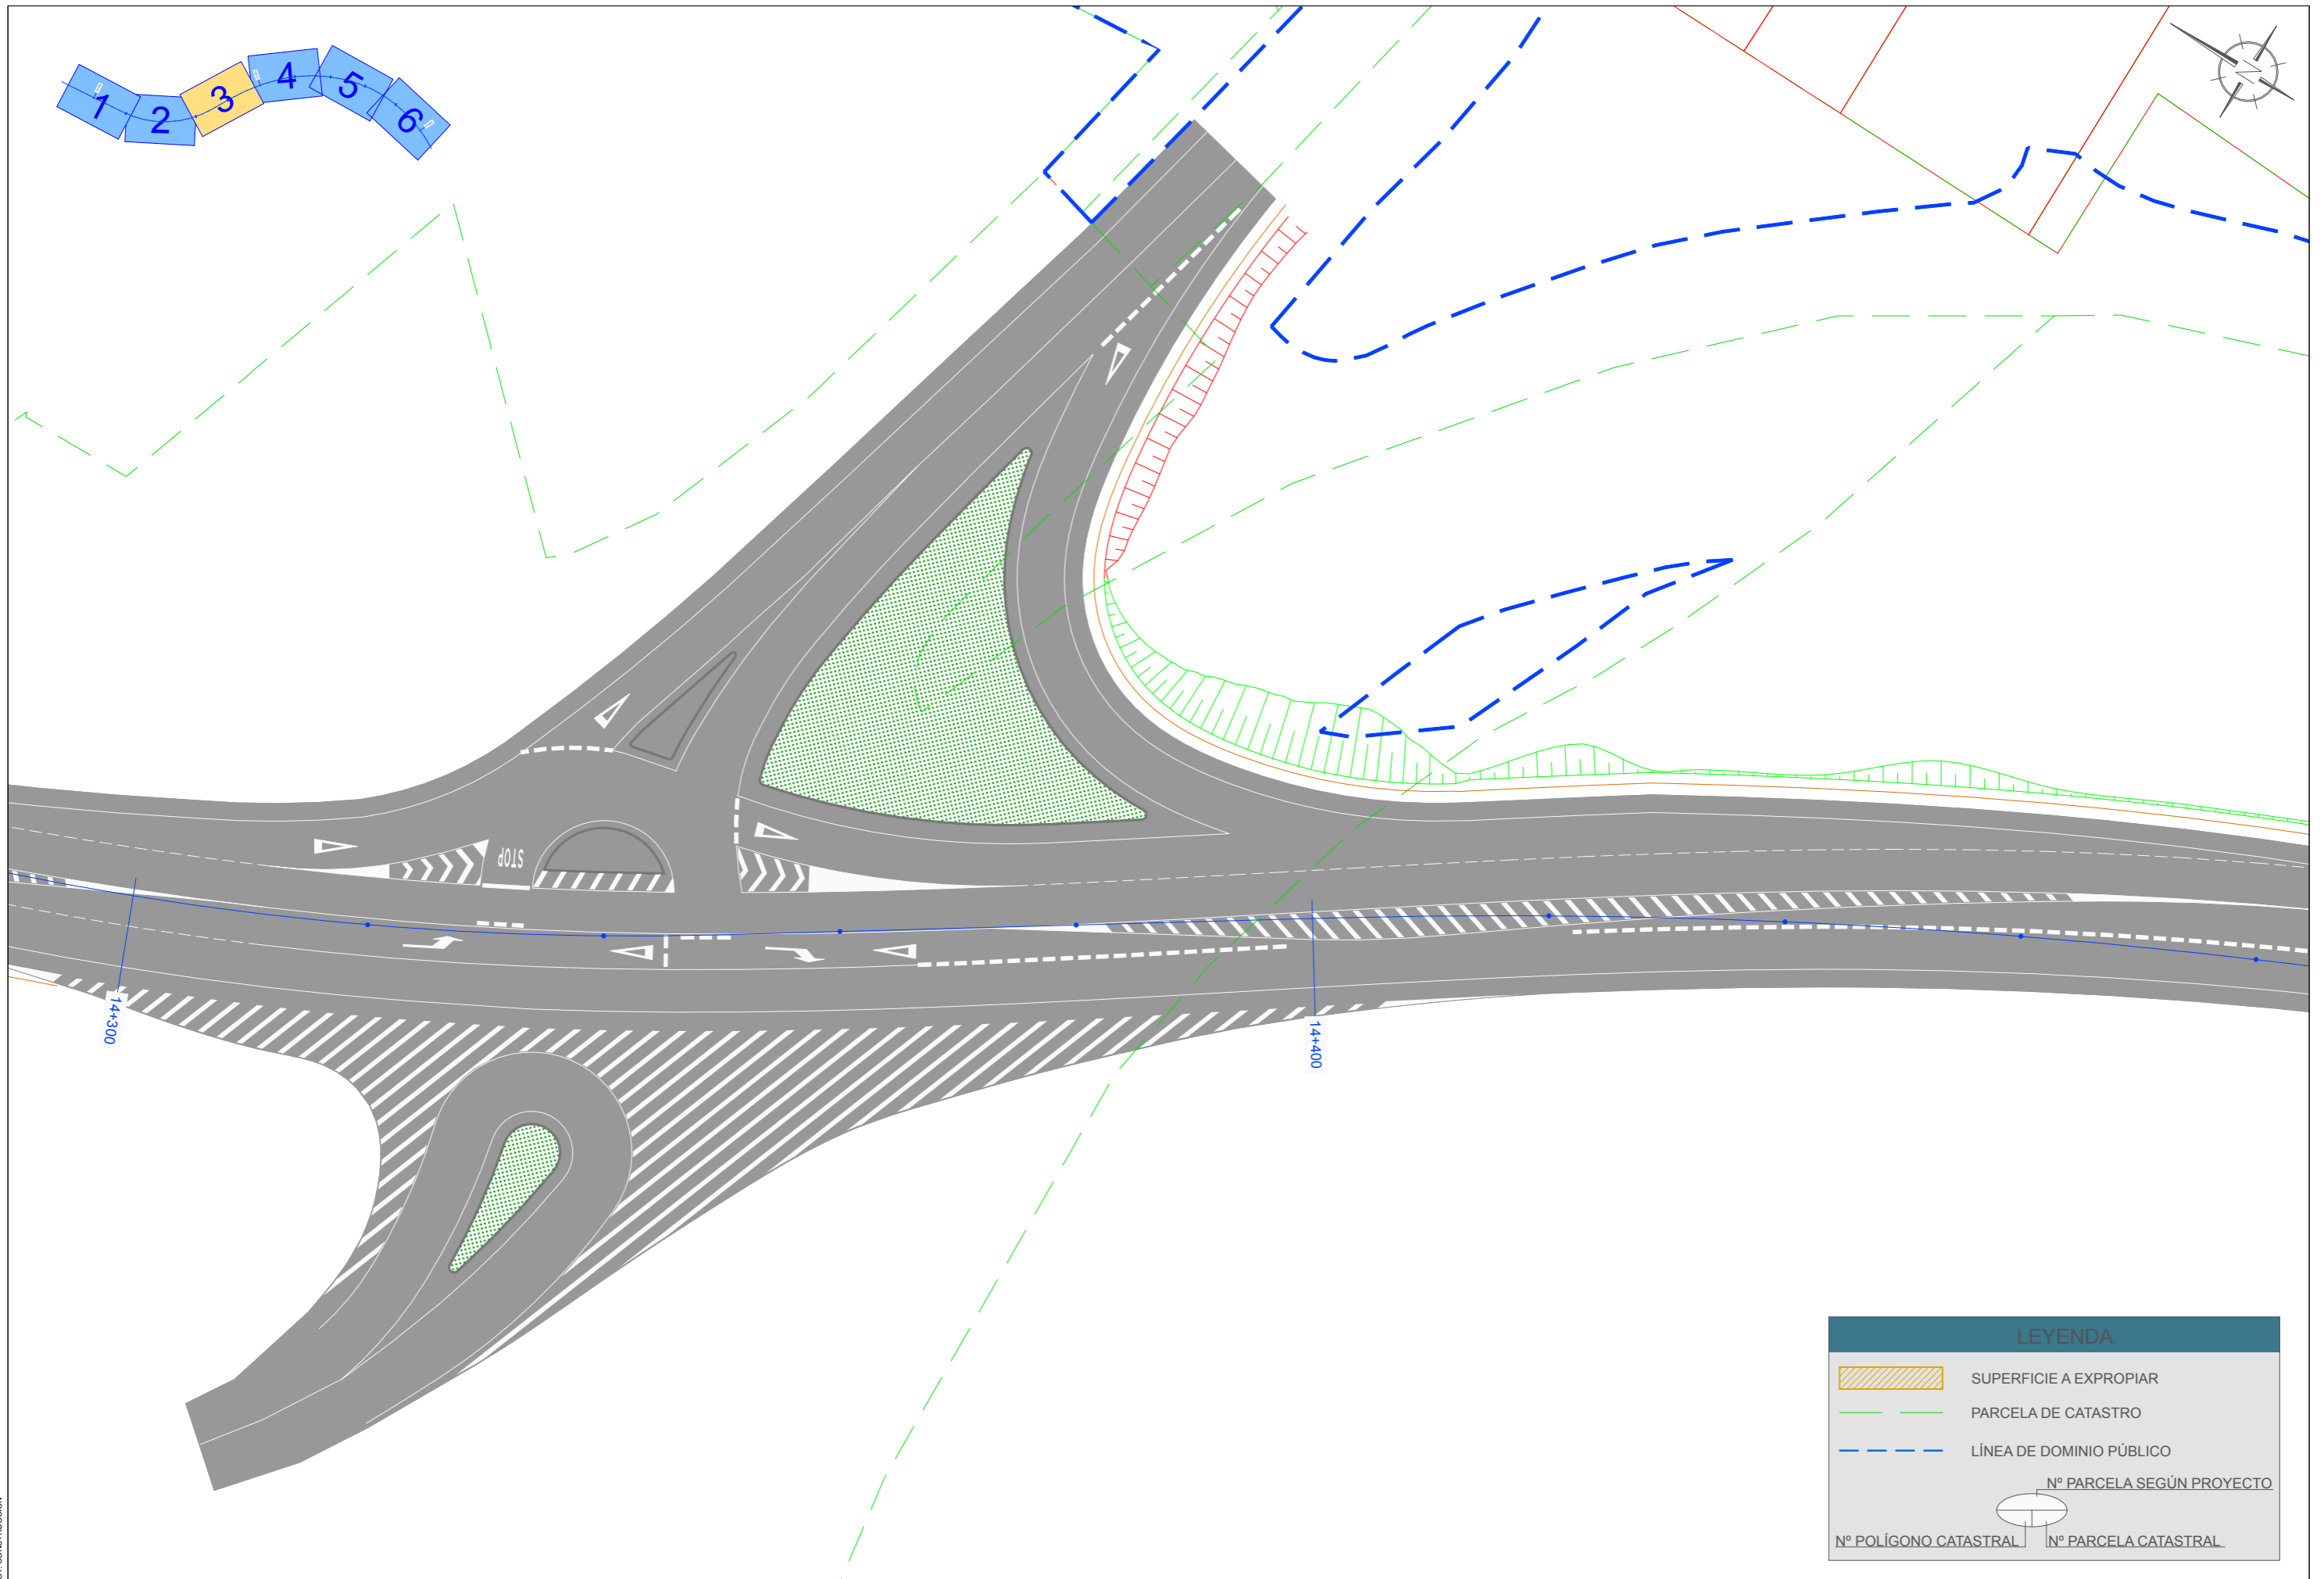 1
2
3
4
5
6
STOP
14+300
14+400
LEYENDA
SUPERFICIE A EXPROPIAR
PARCELA DE CATASTRO
LÍNEA DE DOMINIO PÚBLICO
Nº PARCELA SEGÚN PROYECTO
Nº POLÍGONO CATASTRAL
Nº PARCELA CATASTRAL